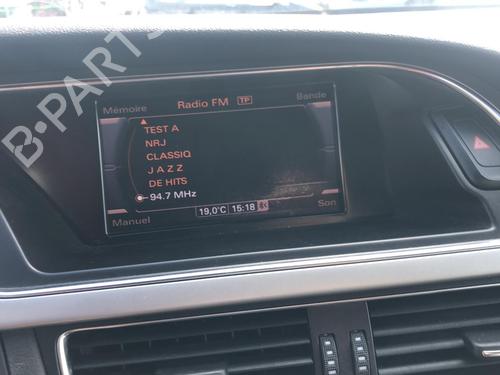 B-PARTS
Mémoire Radio FM TP Bande
TEST A
NRJ
CLASSIQ
J A Z Z
DE HITS
94.7 MHz
Manuel 19,0°C 15:18 Son